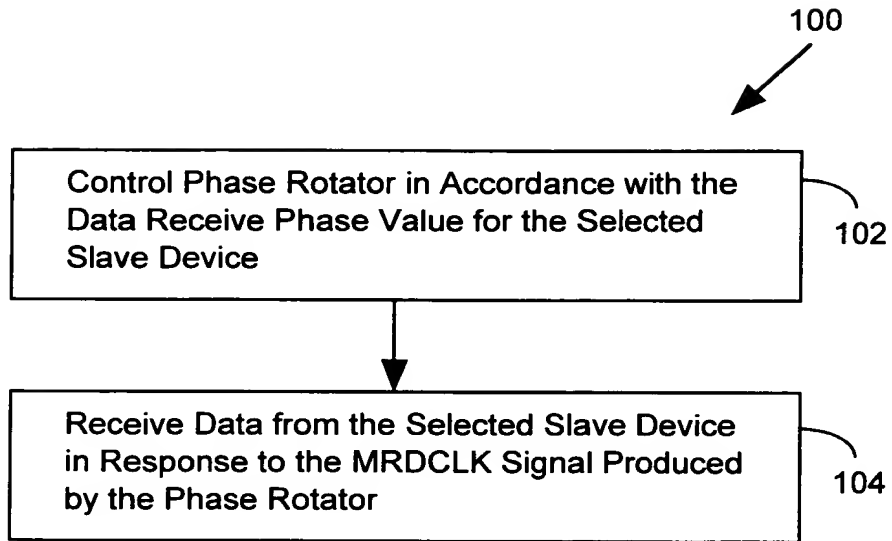 100
Control Phase Rotator in Accordance with the
Data Receive Phase Value for the Selected
Slave Device
102
Receive Data from the Selected Slave Device
in Response to the MRDCLK Signal Produced
by the Phase Rotator
104